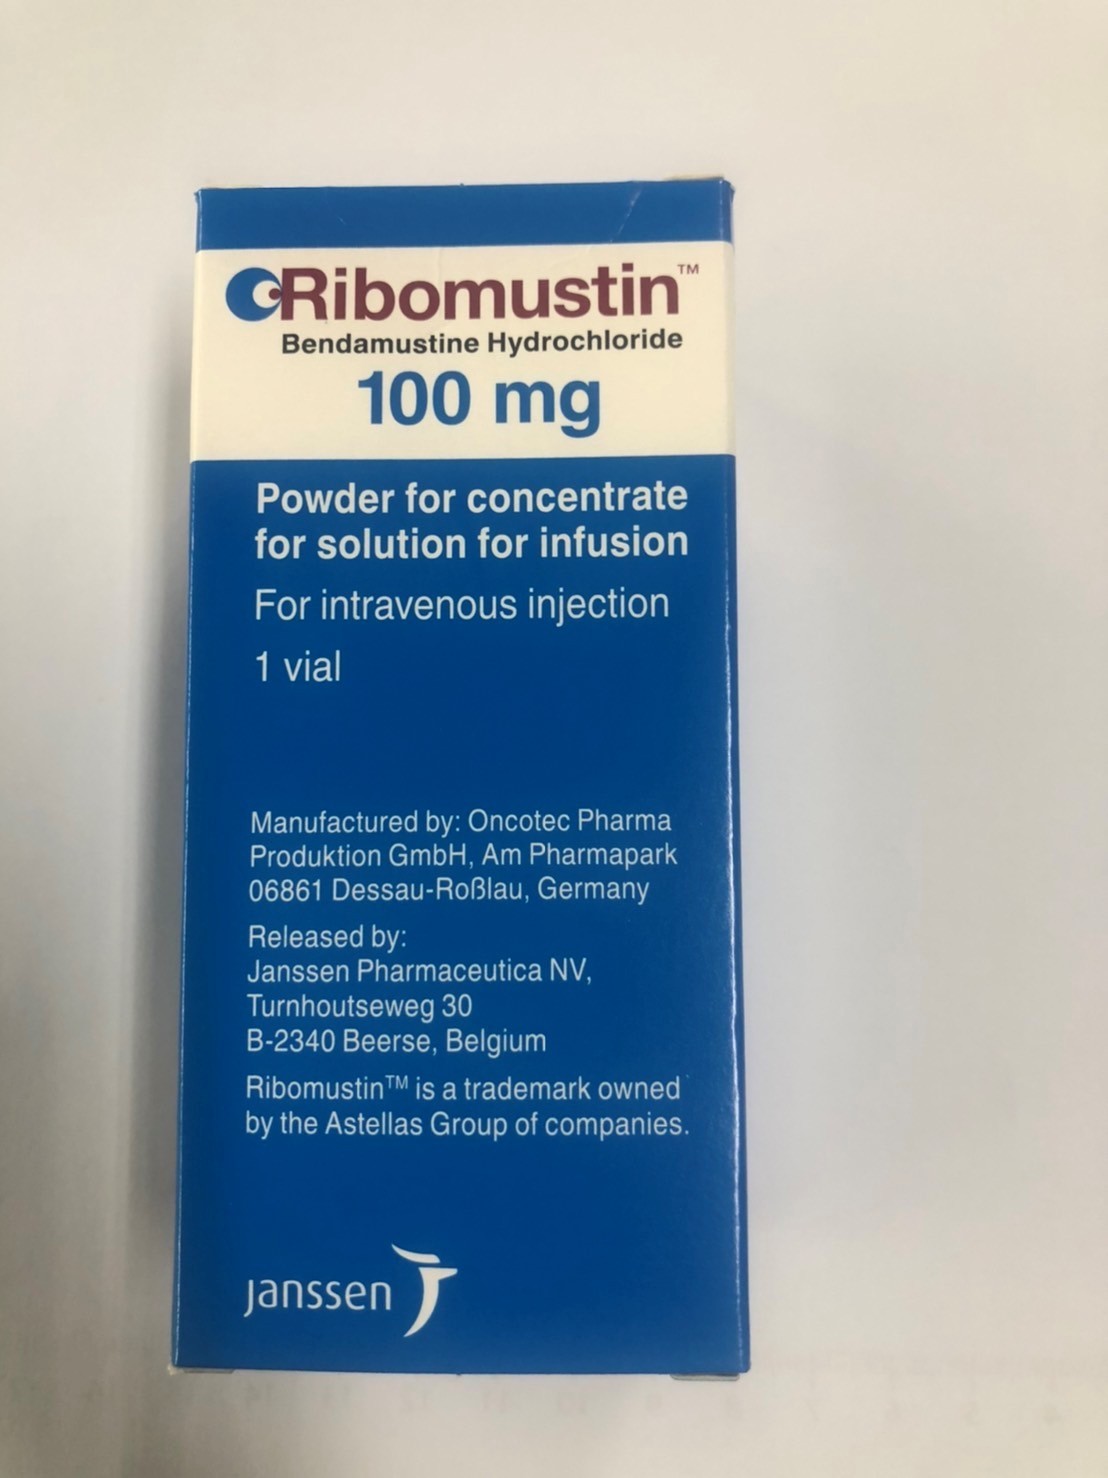 Ribomustin™
Bendamustine Hydrochloride
100 mg
Powder for concentrate
for solution for infusion
For intravenous injection
1 vial
Manufactured by: Oncotec Pharma
Produktion GmbH, Am Pharmapark
06861 Dessau-Roßlau, Germany
Released by:
Janssen Pharmaceutica NV,
Turnhoutseweg 30
B-2340 Beerse, Belgium
Ribomustin™ is a trademark owned
by the Astellas Group of companies.
janssen